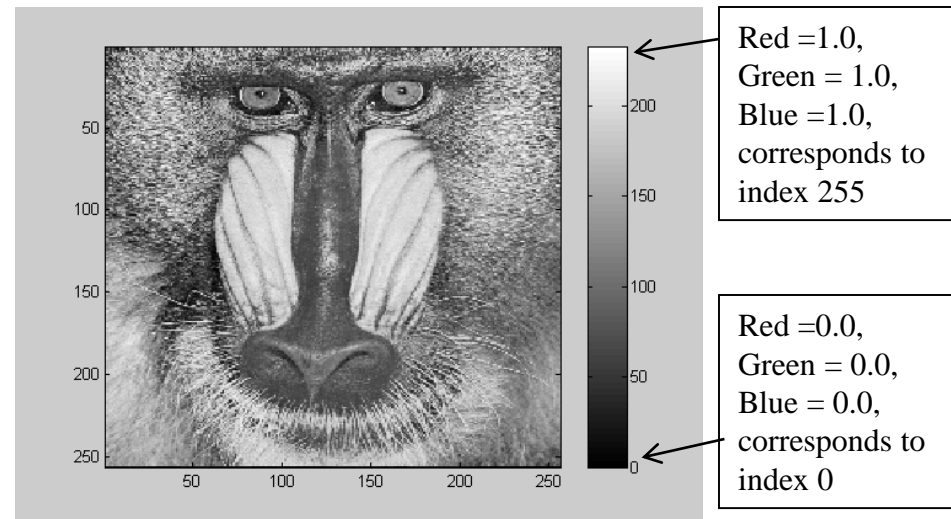 Red =1.0,
Green = 1.0,
Blue =1.0,
corresponds to
index 255
Red =0.0,
Green = 0.0,
Blue = 0.0,
corresponds to
index 0
50
100
150
200
250
50
100
150
200
250
200
150
100
50
0